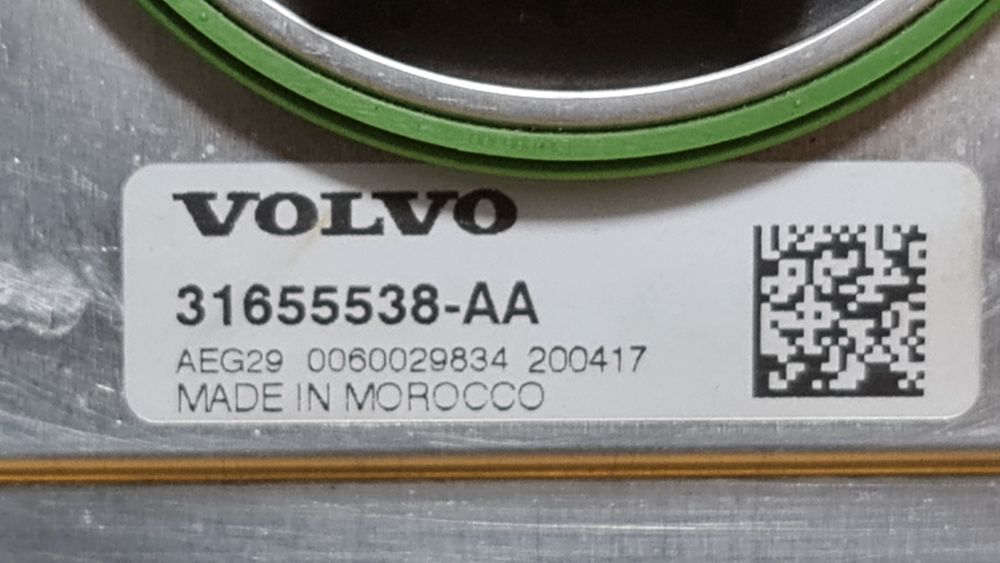 VOLVO
31655538-AA
AEG29 0060029834 200417
MADE IN MOROCCO